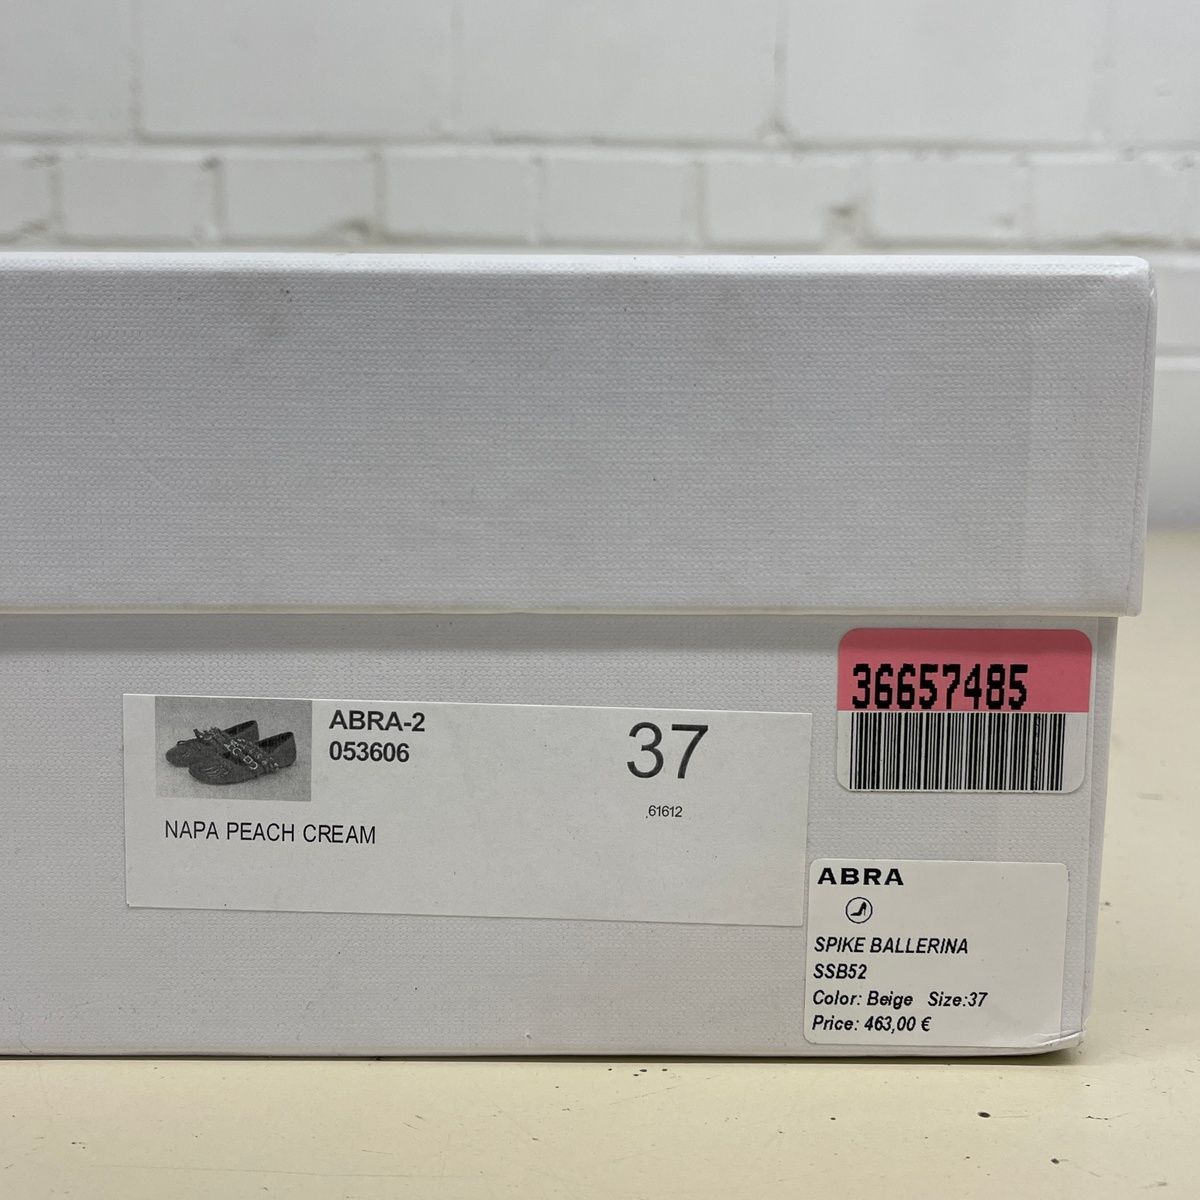 36657485
ABRA-2
053606
37
61612
NAPA PEACH CREAM
ABRA
SPIKE BALLERINA
SSB52
Color: Beige Size:37
Price: 463,00 €